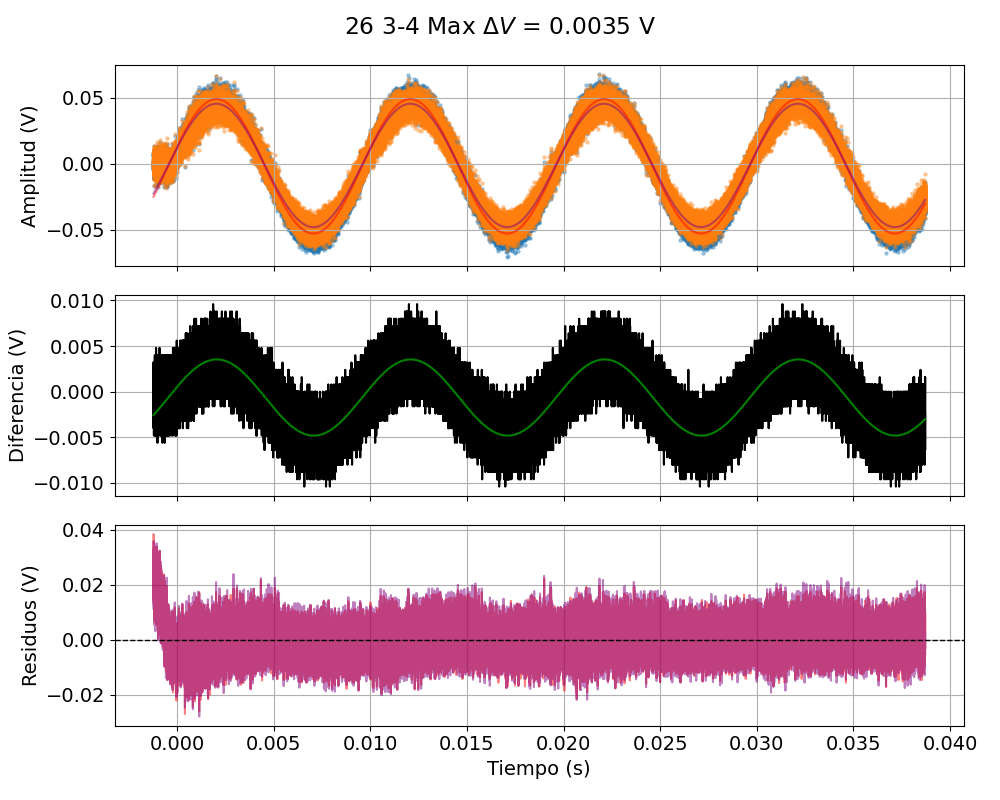 26 3-4 Max ΔV = 0.0035 V
Amplitud (V)
0.05
0.00
−0.05
Diferencia (V)
0.010
0.005
0.000
−0.005
−0.010
Residuos (V)
0.04
0.02
0.00
−0.02
0.000 0.005 0.010 0.015 0.020 0.025 0.030 0.035 0.040
Tiempo (s)